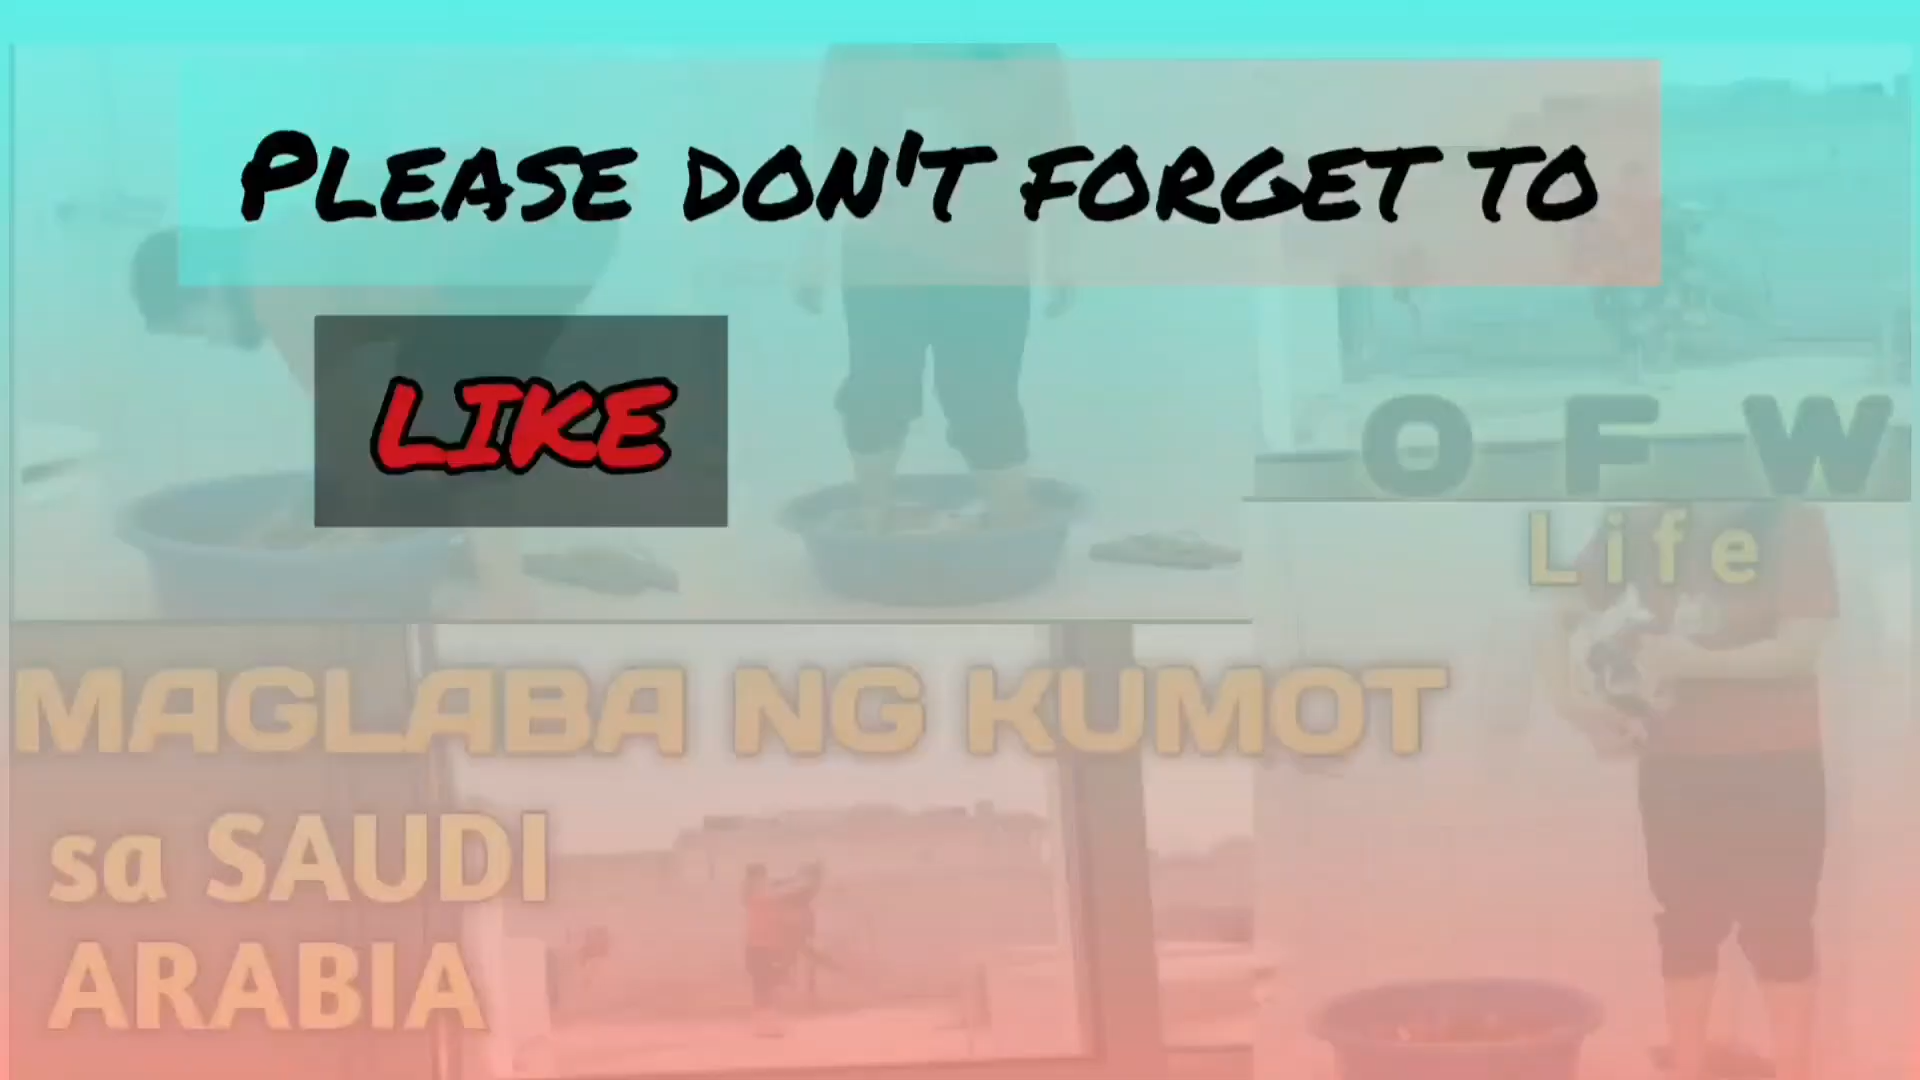 Please don't forget to
LIKE
O F W
Life
MAGLABA NG KUMOT
sa SAUDI
ARABIA